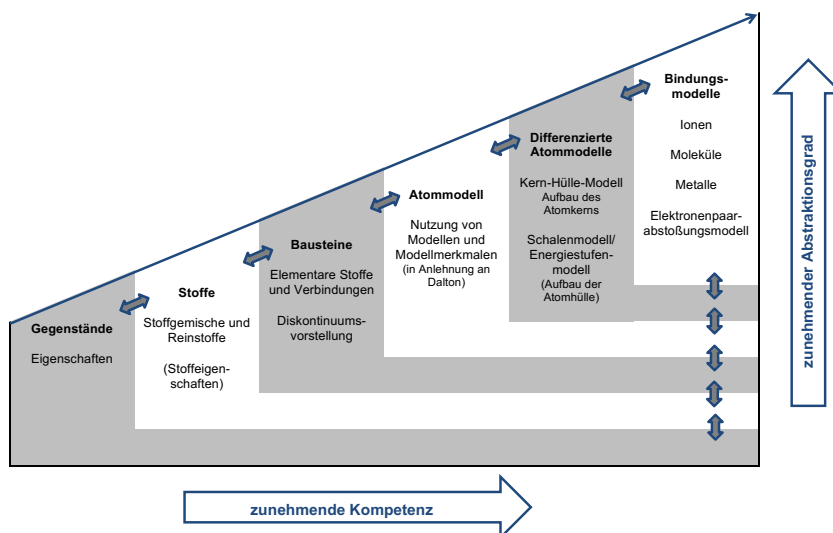 Gegenstände
Eigenschaften
Stoffe
Stoffgemische und
Reinstoffe
(Stoffeigen-
schaften)
Bausteine
Elementare Stoffe
und Verbindungen
Diskontinuums-
vorstellung
Atommodell
Nutzung von
Modellen und
Modellmerkmalen
(in Anlehnung an
Dalton)
Differenzierte
Atommodelle
Kern-Hülle-Modell
Aufbau des
Atomkerns
Schalenmodell/
Energiestufen-
modell
(Aufbau der
Atomhülle)
Bindungs-
modelle
Ionen
Moleküle
Metalle
Elektronenpaar-
abstoßungsmodell
zunehmender Abstraktionsgrad
zunehmende Kompetenz